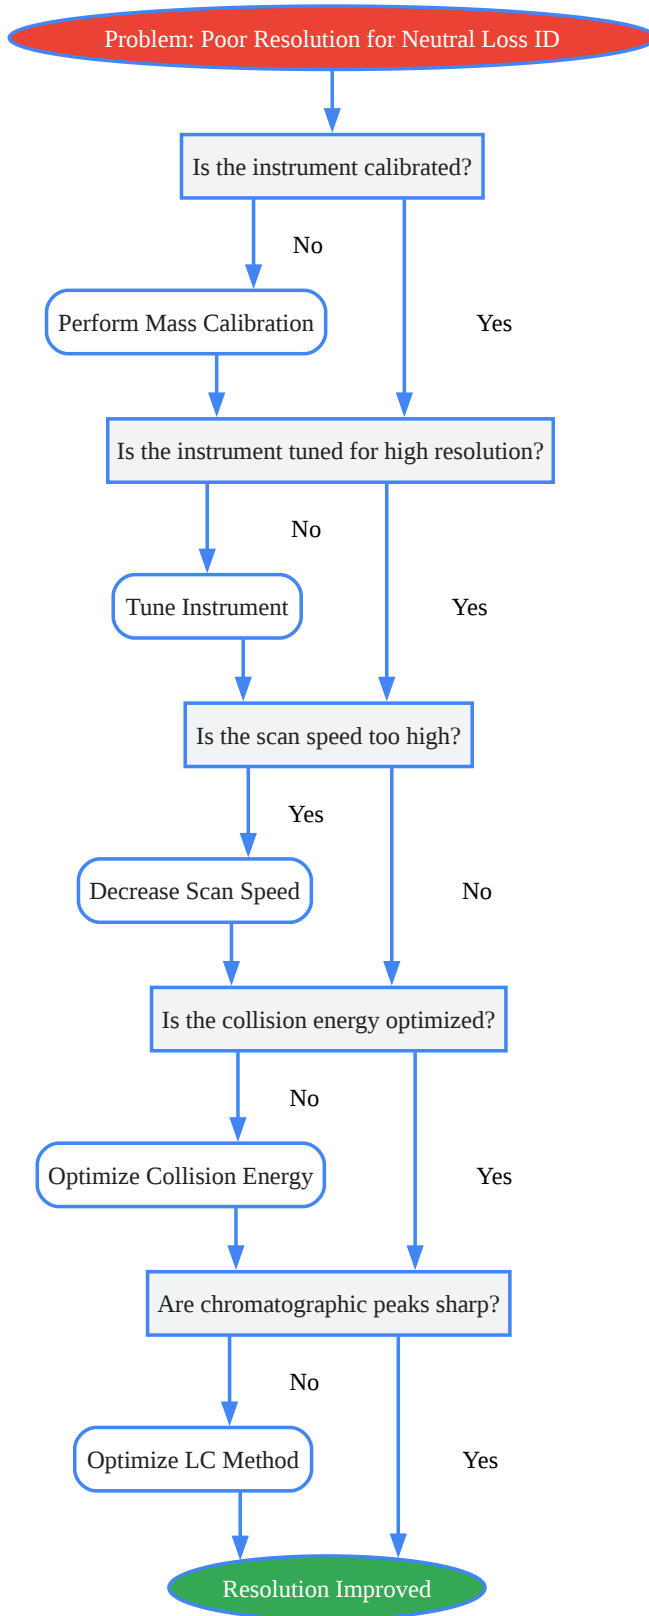 Problem: Poor Resolution for Neutral Loss ID
Is the instrument calibrated?
No
Perform Mass Calibration
Yes
Is the instrument tuned for high resolution?
No
Tune Instrument
Yes
Is the scan speed too high?
Yes
Decrease Scan Speed
No
Is the collision energy optimized?
No
Optimize Collision Energy
Yes
Are chromatographic peaks sharp?
No
Optimize LC Method
Yes
Resolution Improved